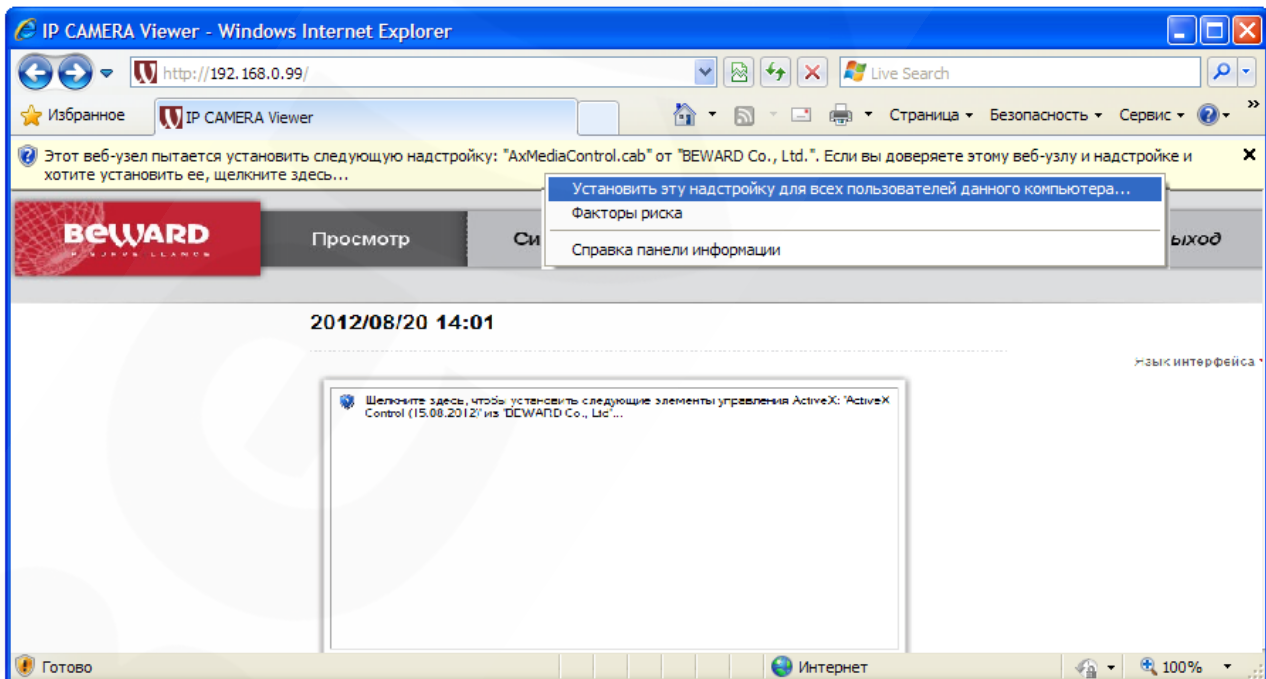 IP CAMERA Viewer - Windows Internet Explorer
http://192.168.0.99/
Live Search
Избранное
IP CAMERA Viewer
Страница
Безопасность
Сервис
Этот веб-узел пытается установить следующую надстройку: "AxMediaControl.cab" от "BEWARD Co., Ltd.". Если вы доверяете этому веб-узлу и надстройке и
хотите установить ее, щелкните здесь...
Установить эту надстройку для всех пользователей данного компьютера...
Факторы риска
Справка панели информации
BEWARD
Просмотр
Си
ыход
2012/08/20 14:01
Язык интерфейса
Щелкните здесь, чтобы установить следующие элементы управления ActiveX: "ActiveX
Control (15.08.2012)" из "BEWARD Co., Ltd"...
Готово
Интернет
100%